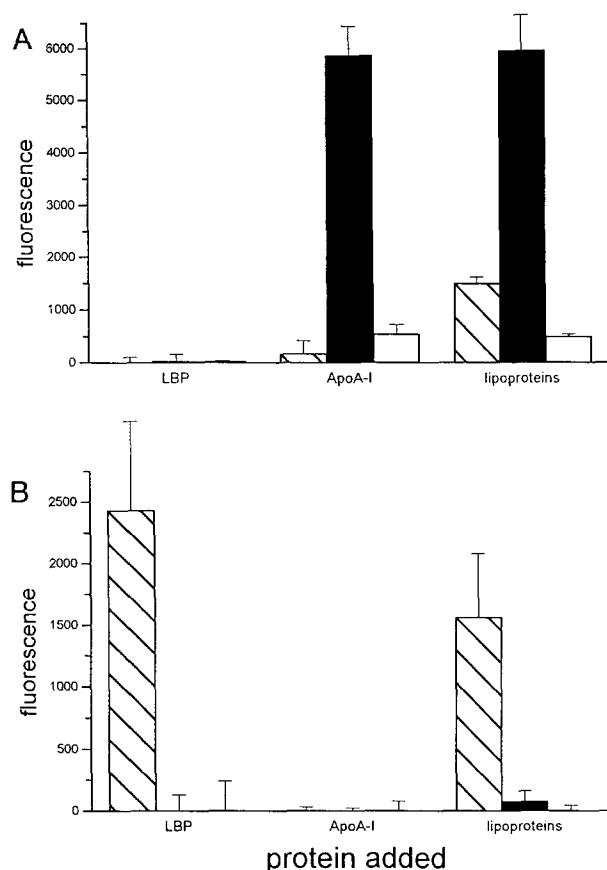 A
fluorescence
6000
5000
4000
3000
2000
1000
0
LBP ApoA-I lipoproteins
B
fluorescence
2500
2000
1500
1000
500
0
LBP ApoA-I lipoproteins
protein added